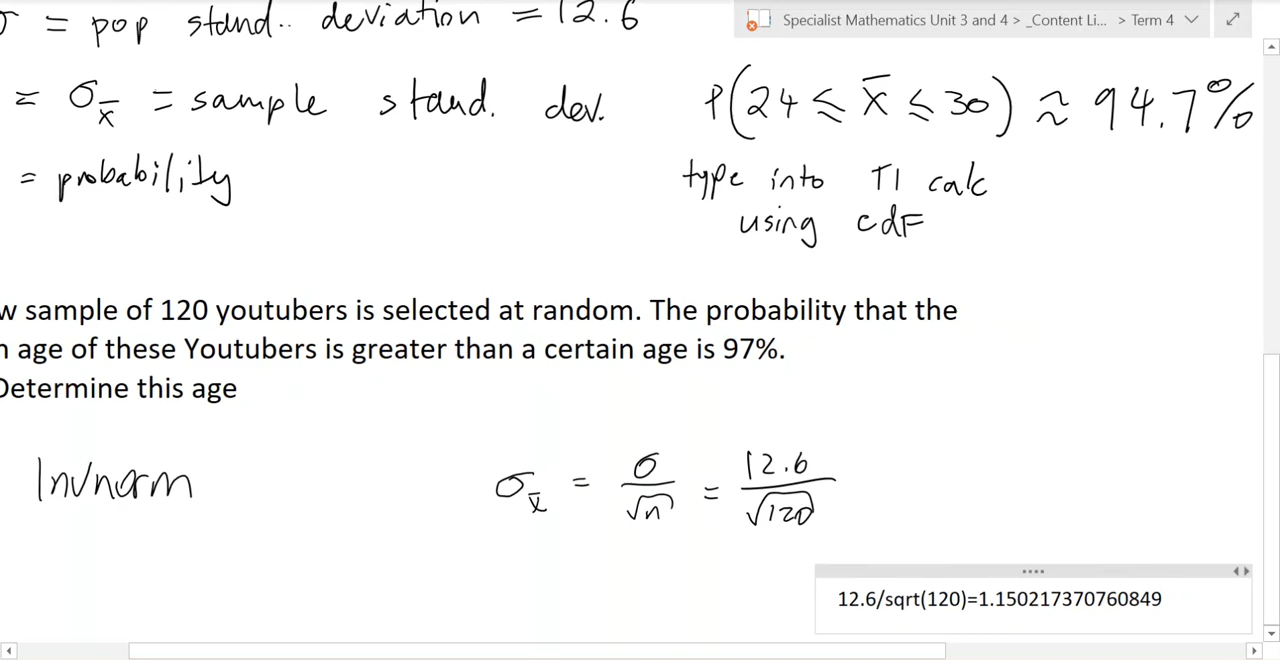 σ = pop stand.. deviation = 12.6
Specialist Mathematics Unit 3 and 4 > _Content Li... > Term 4
= σx̄ = sample stand. dev.
P(24 ≤ x̄ ≤ 30) ≈ 94.7%
= probability
type into TI calc
using cdF
w sample of 120 youtubers is selected at random. The probability that the
n age of these Youtubers is greater than a certain age is 97%.
Determine this age
Invnorm
σx̄ = σ/√n = 12.6/√120
12.6/sqrt(120)=1.150217370760849